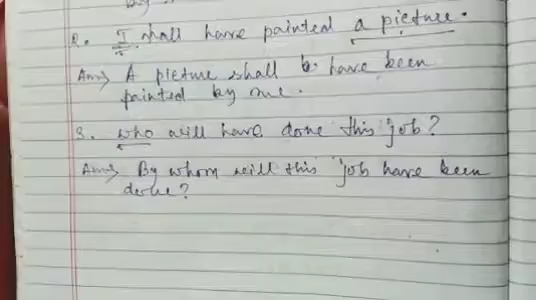 2. I shall have painted a picture.
Ans) A picture shall b have been
painted by me.
3. who will have done this job?
Ans) By whom will this job have been
done?